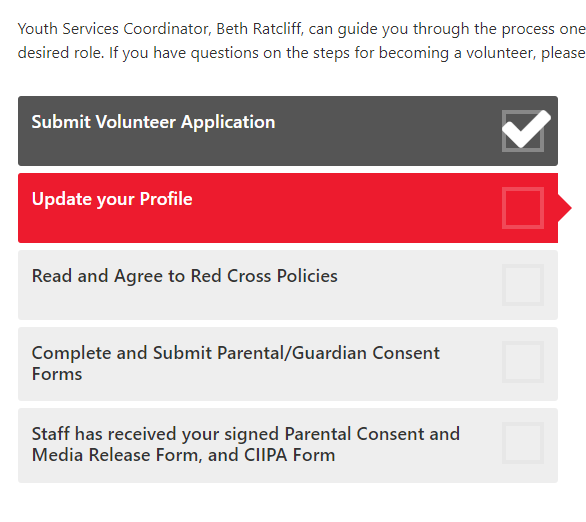 Youth Services Coordinator, Beth Ratcliff, can guide you through the process one
desired role. If you have questions on the steps for becoming a volunteer, please
Submit Volunteer Application
Update your Profile
Read and Agree to Red Cross Policies
Complete and Submit Parental/Guardian Consent
Forms
Staff has received your signed Parental Consent and
Media Release Form, and CIIPA Form